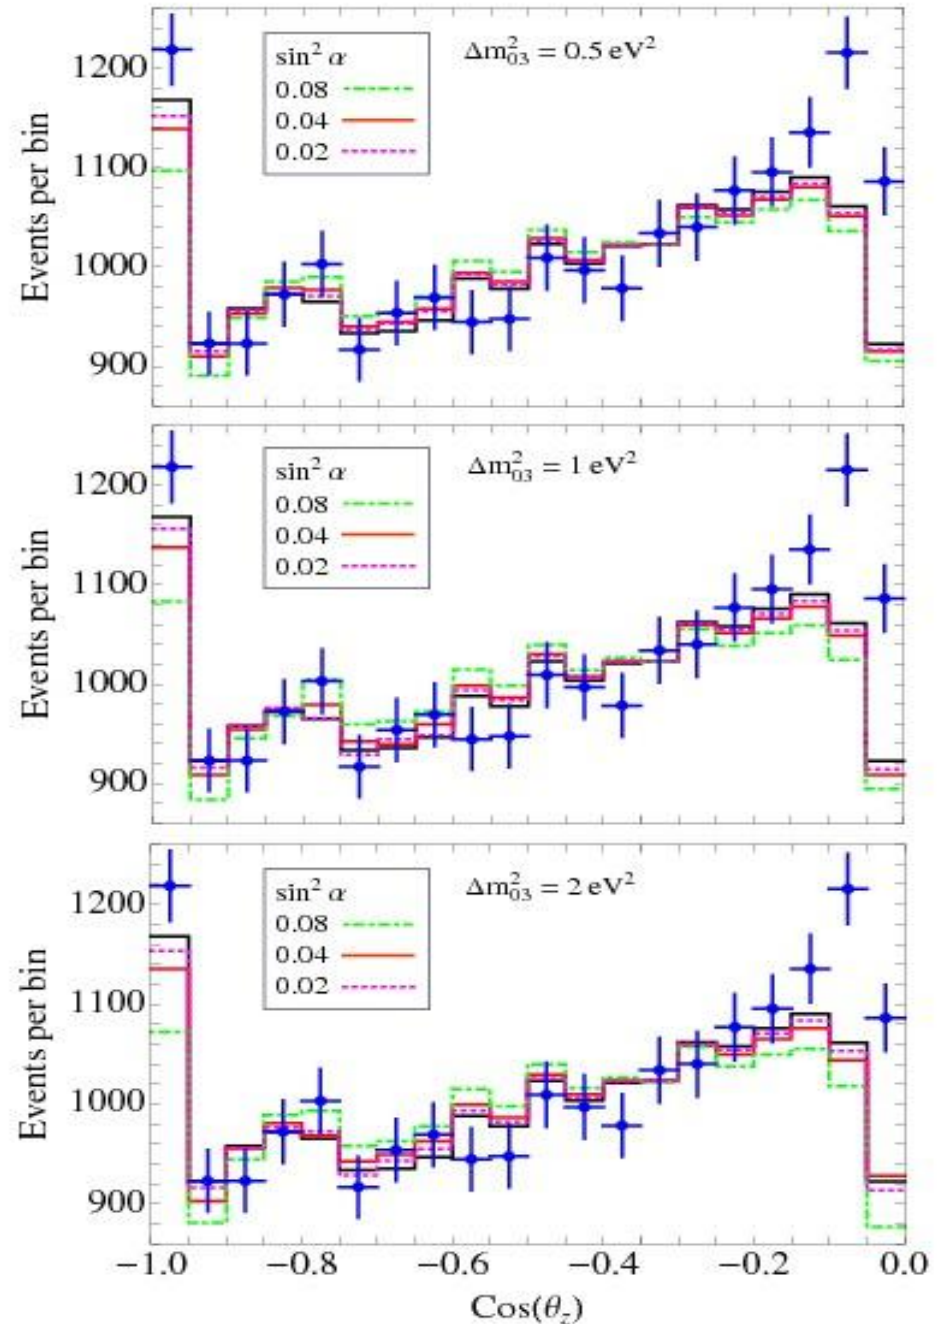 1200
1100
1000
900
Events per bin
sin² α
0.08
0.04
0.02
Δm²₀₃ = 0.5 eV²
1200
1100
1000
900
Events per bin
sin² α
0.08
0.04
0.02
Δm²₀₃ = 1 eV²
1200
1100
1000
900
Events per bin
sin² α
0.08
0.04
0.02
Δm²₀₃ = 2 eV²
−1.0 −0.8 −0.6 −0.4 −0.2 0.0
Cos(θ_z)